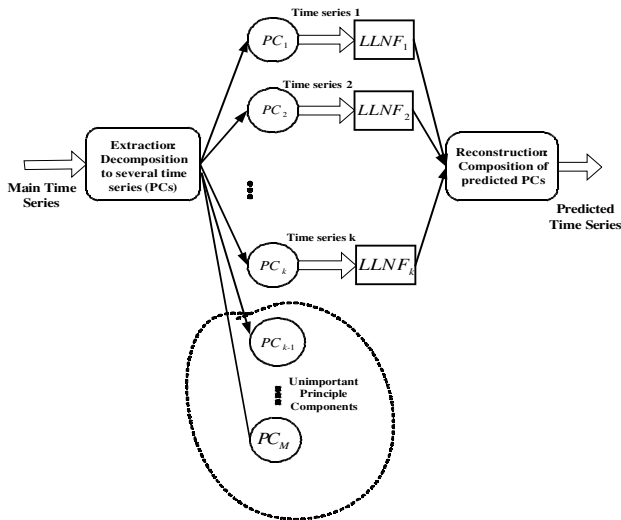 Time series 1
PC1
LLNF1
Time series 2
PC2
LLNF2
Extraction:
Decomposition
to several time
series (PCs)
Main Time
Series
Reconstruction:
Composition of
predicted PCs
Predicted
Time Series
Time series k
PCk
LLNFk
PCk-1
Unimportant
Principle
Components
PCM